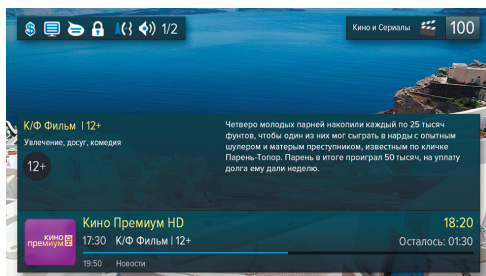 $ 1/2
Кино и Сериалы 100
К/Ф Фильм | 12+
Увлечение, досуг, комедия
12+
Четверо молодых парней накопили каждый по 25 тысяч
фунтов, чтобы один из них мог сыграть в нарды с опытным
шулером и матерым преступником, известным по кличке
Парень-Топор. Парень в итоге проиграл 50 тысяч, на уплату
долга ему дали неделю.
кино
премиум HD
Кино Премиум HD 18:20
17:30 К/Ф Фильм | 12+ Осталось: 01:30
19:50 Новости